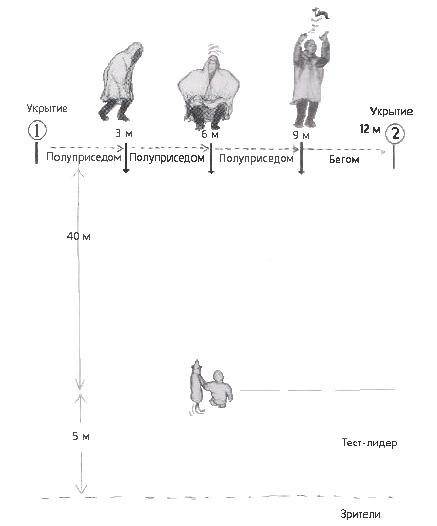 Укрытие
1
3 м
6 м
9 м
Укрытие
12 м 2
Полуприседом Полуприседом Полуприседом Бегом
40 м
5 м
Тест-лидер
Зрители